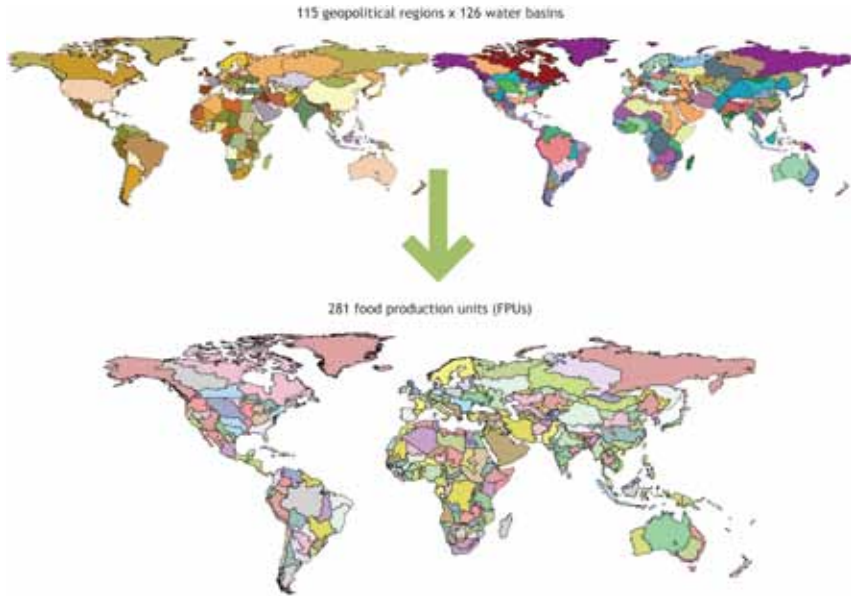 115 geopolitical regions x 126 water basins
281 food production units (FPUs)